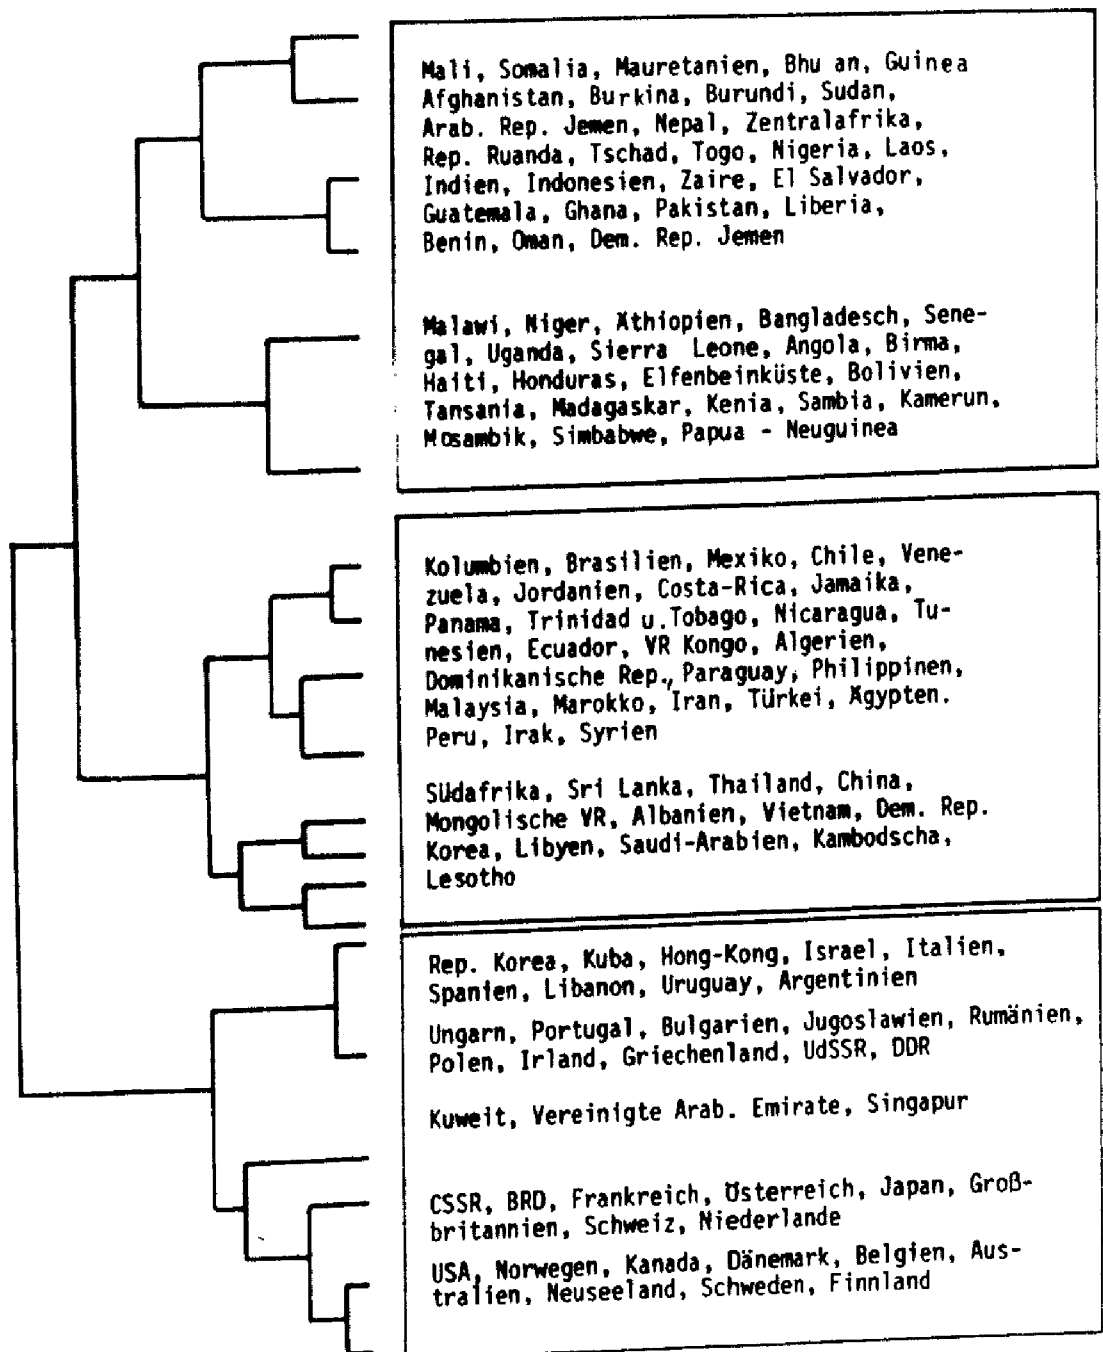 Mali, Somalia, Mauretanien, Bhu an, Guinea
Afghanistan, Burkina, Burundi, Sudan,
Arab. Rep. Jemen, Nepal, Zentralafrika,
Rep. Ruanda, Tschad, Togo, Nigeria, Laos,
Indien, Indonesien, Zaire, El Salvador,
Guatemala, Ghana, Pakistan, Liberia,
Benin, Oman, Dem. Rep. Jemen
Malawi, Niger, Äthiopien, Bangladesch, Sene-
gal, Uganda, Sierra Leone, Angola, Birma,
Haiti, Honduras, Elfenbeinküste, Bolivien,
Tansania, Madagaskar, Kenia, Sambia, Kamerun,
Mosambik, Simbabwe, Papua - Neuguinea
Kolumbien, Brasilien, Mexiko, Chile, Vene-
zuela, Jordanien, Costa-Rica, Jamaika,
Panama, Trinidad u.Tobago, Nicaragua, Tu-
nesien, Ecuador, VR Kongo, Algerien,
Dominikanische Rep., Paraguay, Philippinen,
Malaysia, Marokko, Iran, Türkei, Ägypten.
Peru, Irak, Syrien
Südafrika, Sri Lanka, Thailand, China,
Mongolische VR, Albanien, Vietnam, Dem. Rep.
Korea, Libyen, Saudi-Arabien, Kambodscha,
Lesotho
Rep. Korea, Kuba, Hong-Kong, Israel, Italien,
Spanien, Libanon, Uruguay, Argentinien
Ungarn, Portugal, Bulgarien, Jugoslawien, Rumänien,
Polen, Irland, Griechenland, UdSSR, DDR
Kuweit, Vereinigte Arab. Emirate, Singapur
CSSR, BRD, Frankreich, Österreich, Japan, Groß-
britannien, Schweiz, Niederlande
USA, Norwegen, Kanada, Dänemark, Belgien, Aus-
tralien, Neuseeland, Schweden, Finnland